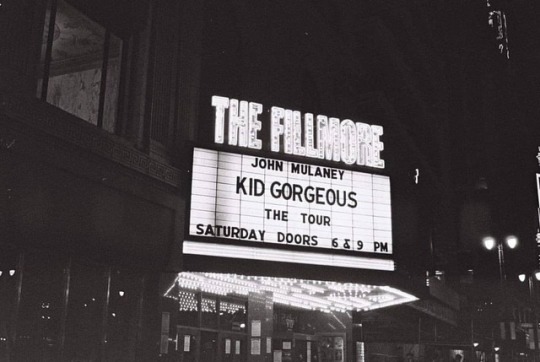 THE FILLMORE
JOHN MULANEY
KID GORGEOUS
THE TOUR
SATURDAY DOORS 6 & 9 PM